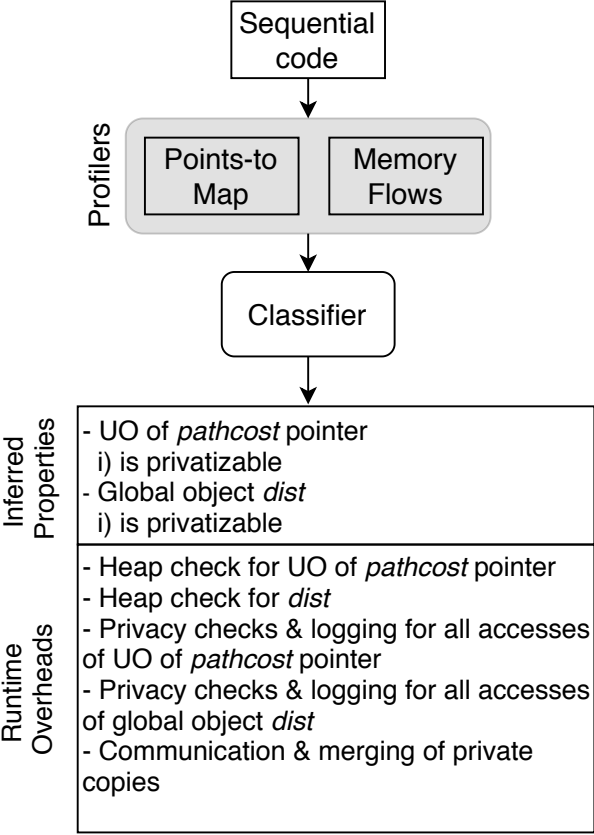 Sequential
code
Profilers
Points-to
Map
Memory
Flows
Classifier
Inferred
Properties
- UO of pathcost pointer
i) is privatizable
- Global object dist
i) is privatizable
Runtime
Overheads
- Heap check for UO of pathcost pointer
- Heap check for dist
- Privacy checks & logging for all accesses
of UO of pathcost pointer
- Privacy checks & logging for all accesses
of global object dist
- Communication & merging of private
copies